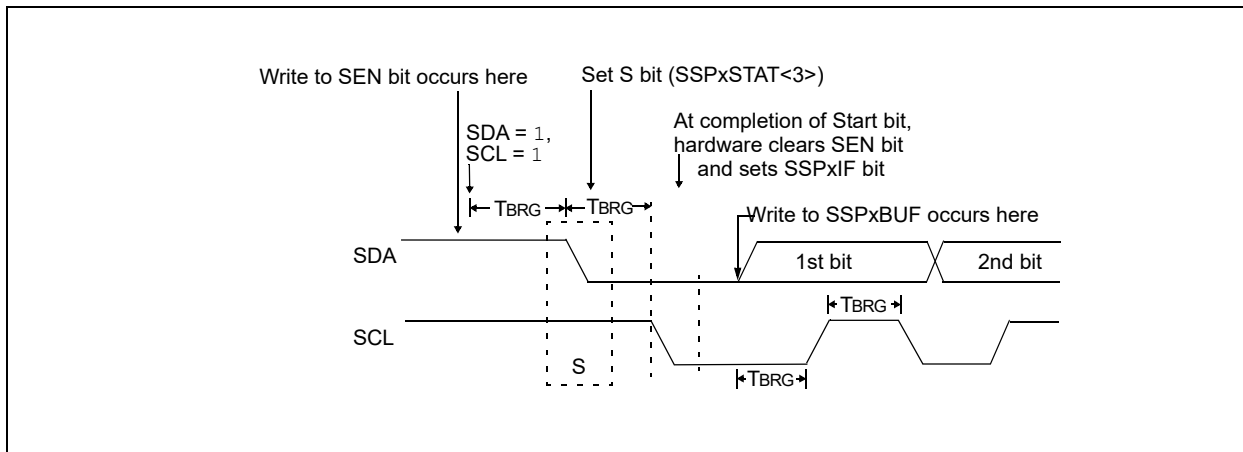 Write to SEN bit occurs here
Set S bit (SSPxSTAT<3>)
SDA = 1,
SCL = 1
At completion of Start bit,
hardware clears SEN bit
and sets SSPxIF bit
TBRG
TBRG
Write to SSPxBUF occurs here
SDA
1st bit
2nd bit
TBRG
SCL
S
TBRG